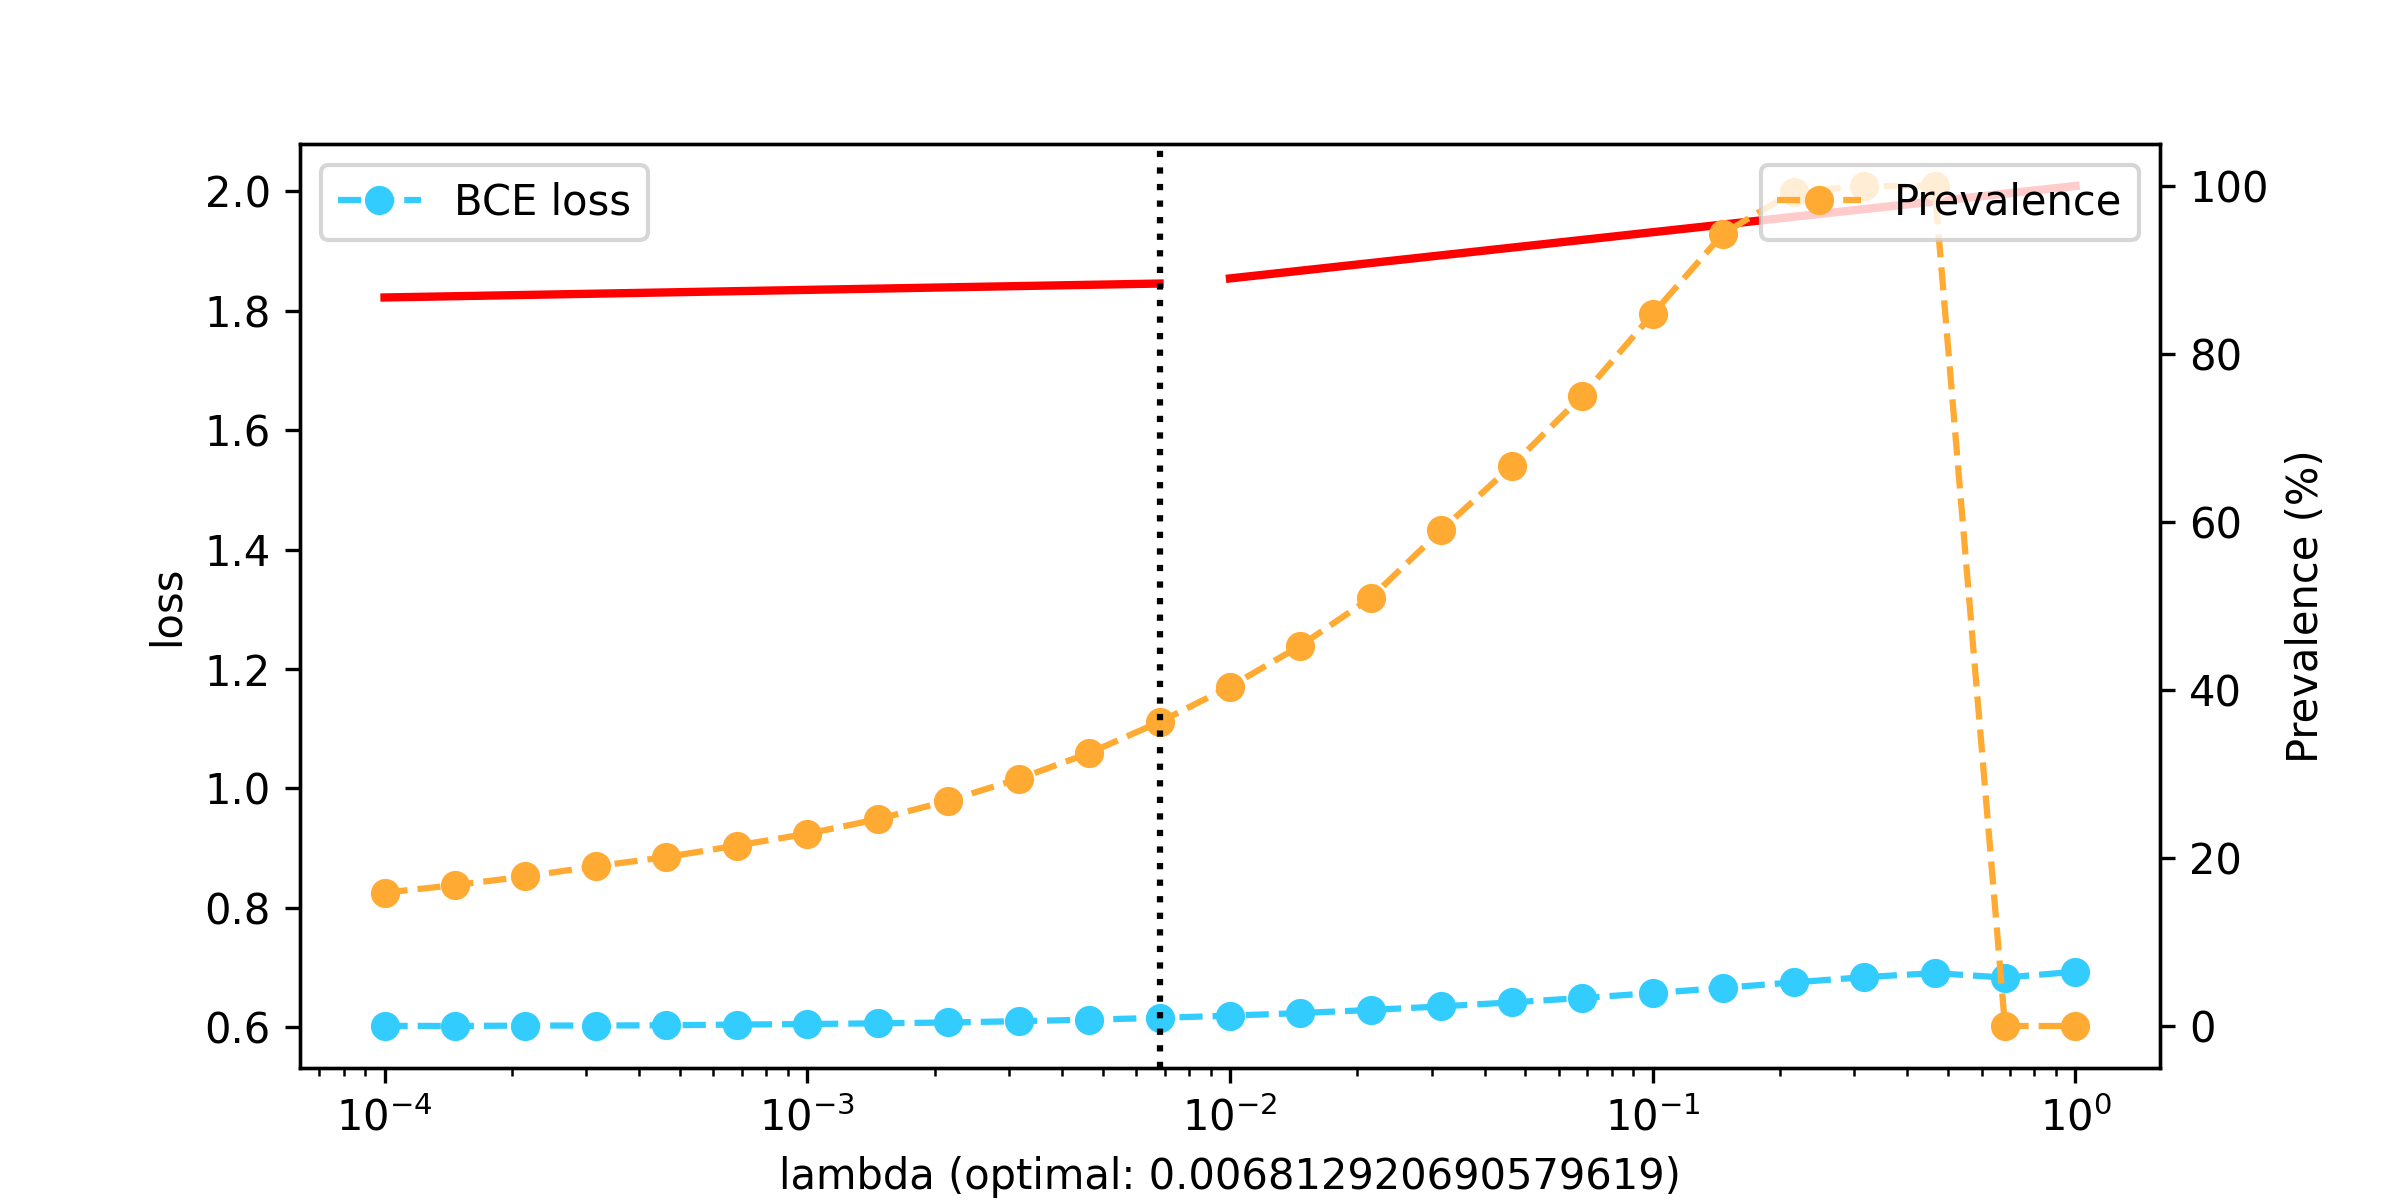 BCE loss
Prevalence
2.0
1.8
1.6
1.4
1.2
1.0
0.8
0.6
loss
100
80
60
40
20
0
Prevalence (%)
10⁻⁴ 10⁻³ 10⁻² 10⁻¹ 10⁰
lambda (optimal: 0.006812920690579619)